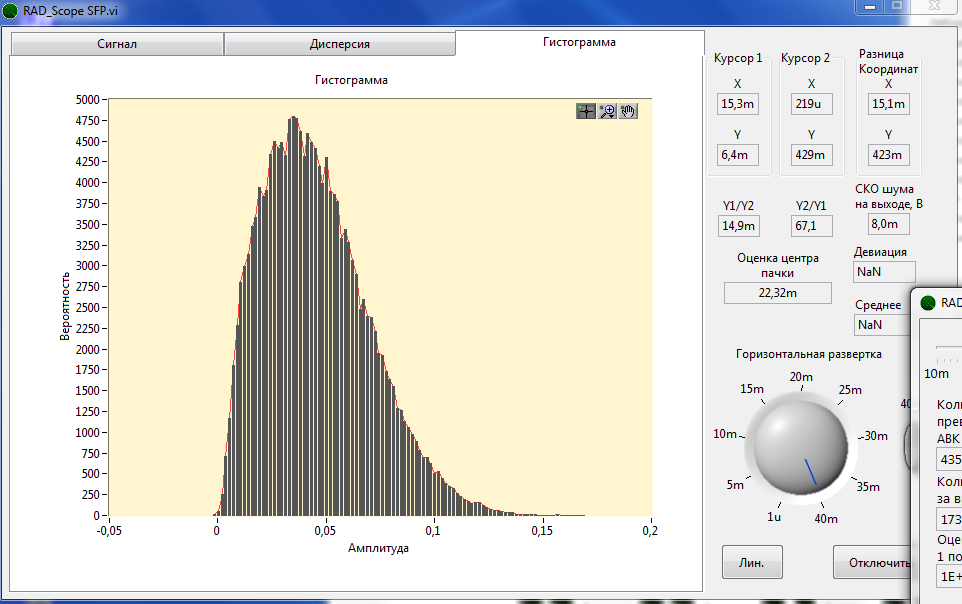 RAD_Scope SFP.vi
Сигнал
Дисперсия
Гистограмма
Гистограмма
5000
4750
4500
4250
4000
3750
3500
3250
3000
2750
2500
2250
2000
1750
1500
1250
1000
750
500
250
0
Вероятность
-0,05
0
0,05
0,1
0,15
0,2
Амплитуда
Курсор 1
X
15,3m
Y
6,4m
Курсор 2
X
219u
Y
429m
Разница
Координат
X
15,1m
Y
423m
Y1/Y2
14,9m
Y2/Y1
67,1
СКО шума
на выходе, В
8,0m
Оценка центра
пачки
22,32m
Девиация
NaN
Среднее
NaN
Горизонтальная развертка
1u
5m
10m
15m
20m
25m
30m
35m
40m
Лин.
Отключить
RAD
10m
Коли
прев
АВК
435
Коли
за в
173
Оце
1 по
1E+